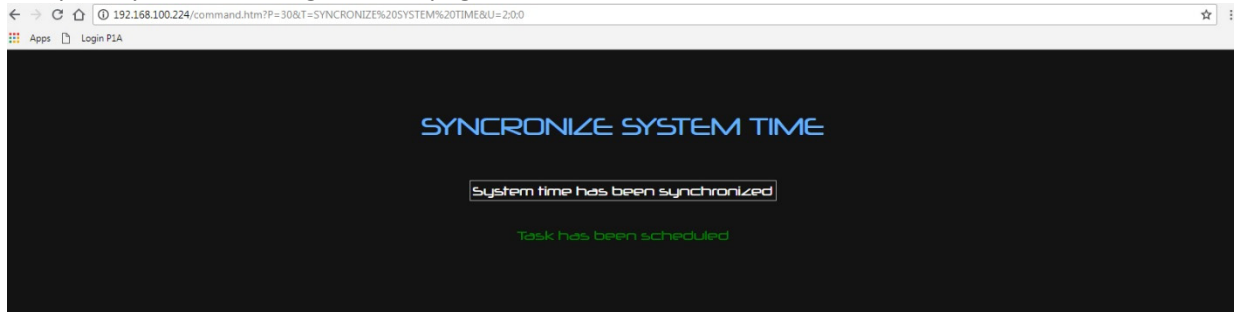 192.168.100.224/command.htm?P=30&T=SYNCRONIZE%20SYSTEM%20TIME&U=2;0;0
Apps Login P1A
SYNCRONIZE SYSTEM TIME
System time has been synchronized
Task has been scheduled